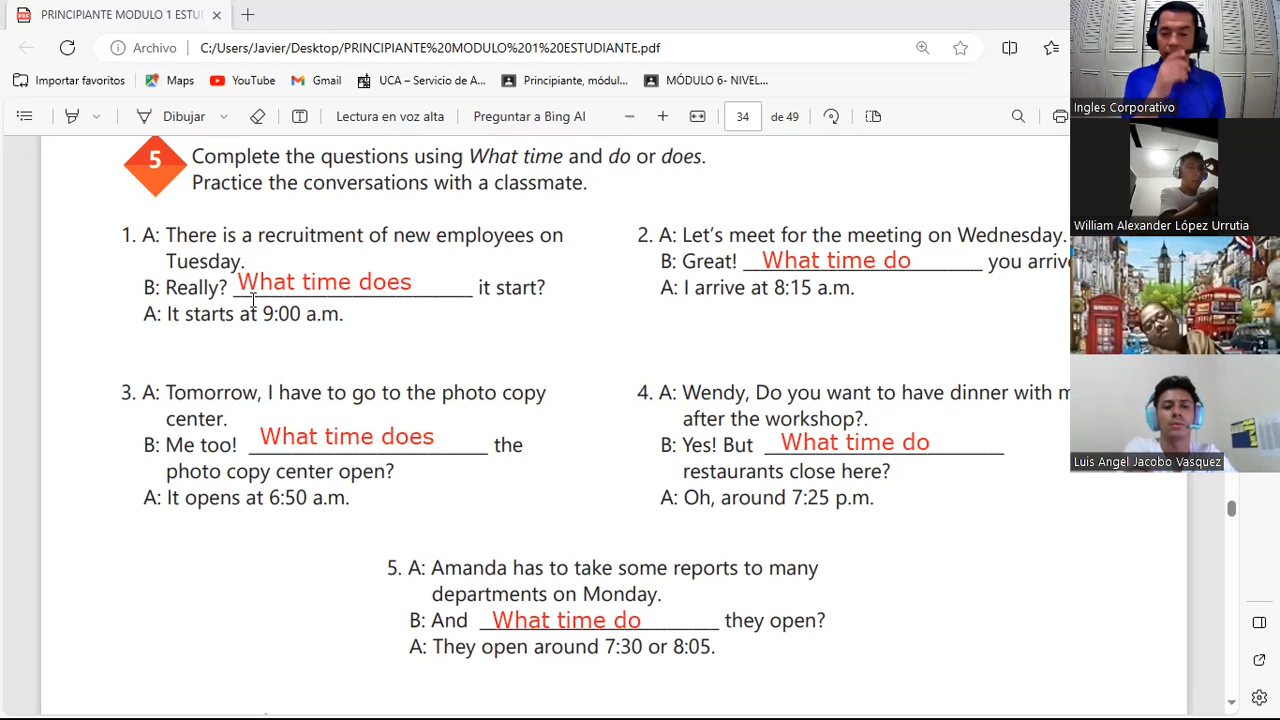 PRINCIPIANTE MODULO 1 ESTU
Archivo C:/Users/Javier/Desktop/PRINCIPIANTE%20MODULO%201%20ESTUDIANTE.pdf
Importar favoritos Maps YouTube Gmail UCA – Servicio de A... Principiante, módul... MÓDULO 6- NIVEL...
Dibujar Lectura en voz alta Preguntar a Bing AI 34 de 49
5 Complete the questions using What time and do or does.
Practice the conversations with a classmate.
1. A: There is a recruitment of new employees on
Tuesday.
B: Really? What time does it start?
A: It starts at 9:00 a.m.
2. A: Let's meet for the meeting on Wednesday.
B: Great! What time do you arrive
A: I arrive at 8:15 a.m.
3. A: Tomorrow, I have to go to the photo copy
center.
B: Me too! What time does the
photo copy center open?
A: It opens at 6:50 a.m.
4. A: Wendy, Do you want to have dinner with m
after the workshop?.
B: Yes! But What time do
restaurants close here?
A: Oh, around 7:25 p.m.
5. A: Amanda has to take some reports to many
departments on Monday.
B: And What time do they open?
A: They open around 7:30 or 8:05.
Ingles Corporativo
William Alexander López Urrutia
Luis Angel Jacobo Vasquez